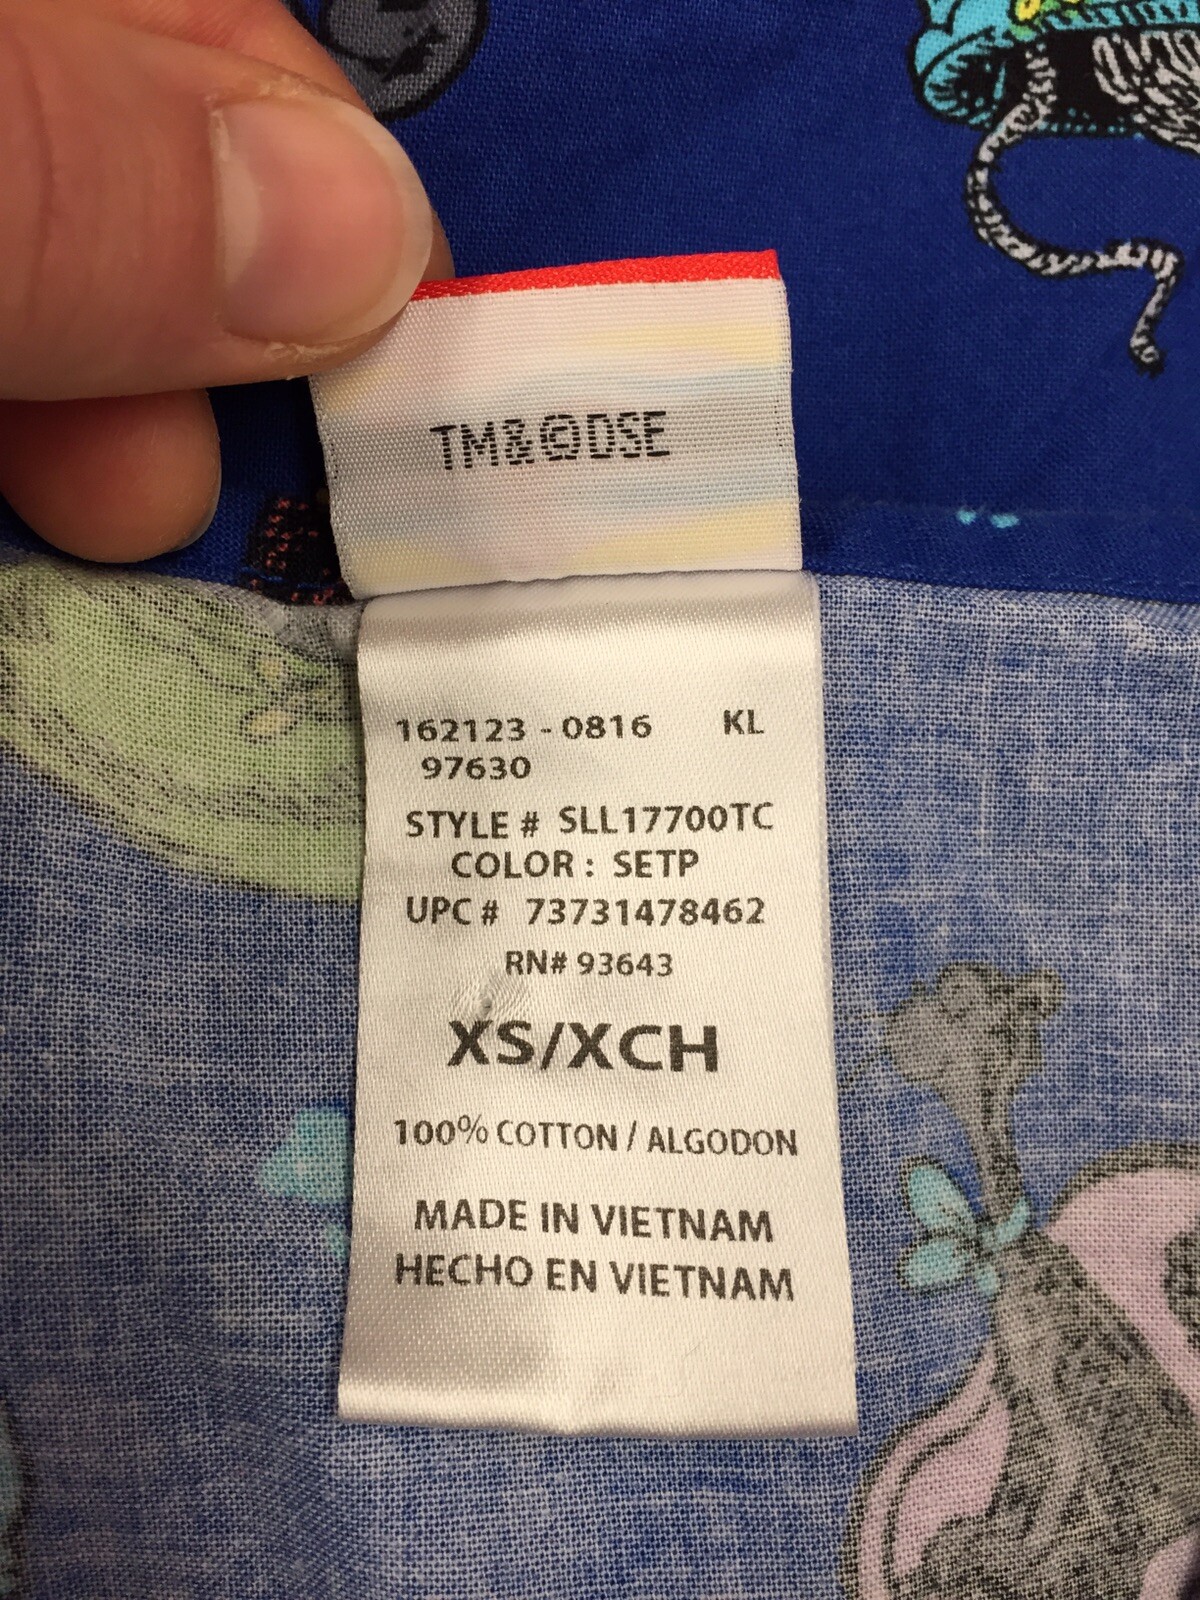 TM&©DSE
162123 - 0816 KL
97630
STYLE # SLL17700TC
COLOR : SETP
UPC # 73731478462
RN# 93643
XS/XCH
100% COTTON / ALGODON
MADE IN VIETNAM
HECHO EN VIETNAM